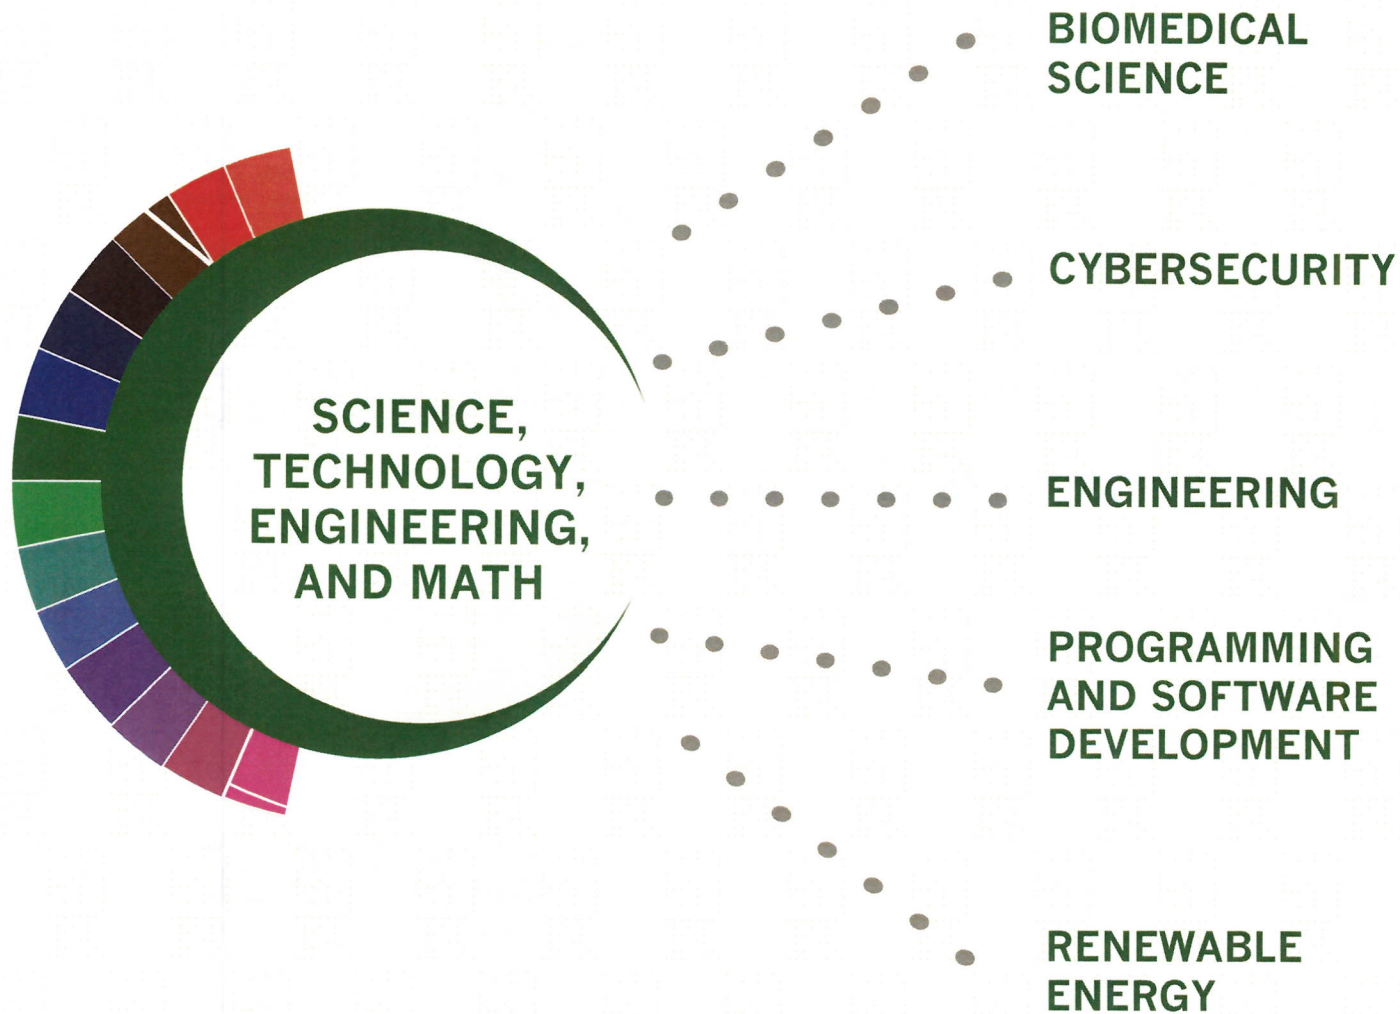 SCIENCE,
TECHNOLOGY,
ENGINEERING,
AND MATH
BIOMEDICAL
SCIENCE
CYBERSECURITY
ENGINEERING
PROGRAMMING
AND SOFTWARE
DEVELOPMENT
RENEWABLE
ENERGY